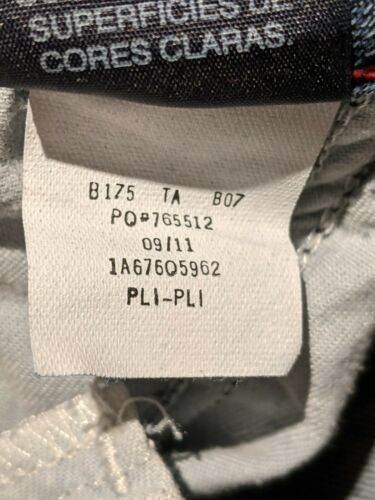 SUPERFICIES DE
CORES CLARAS.
B175 TA B07
PO#765512
09/11
1A676Q5962
PLI-PLI